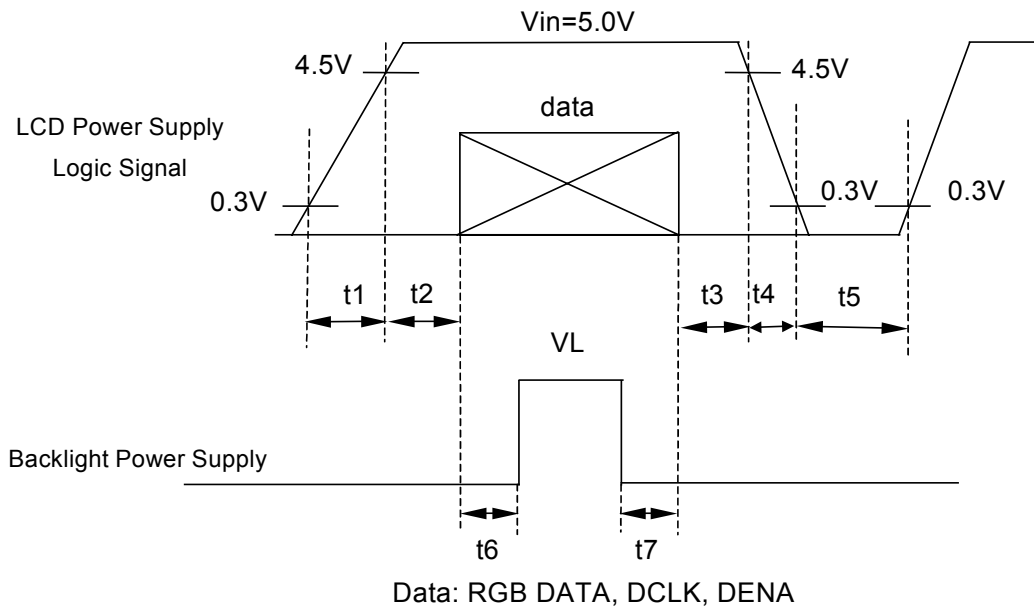 Vin=5.0V
4.5V
4.5V
data
LCD Power Supply
Logic Signal
0.3V
0.3V
0.3V
t1
t2
t3
t4
t5
VL
Backlight Power Supply
t6
t7
Data: RGB DATA, DCLK, DENA